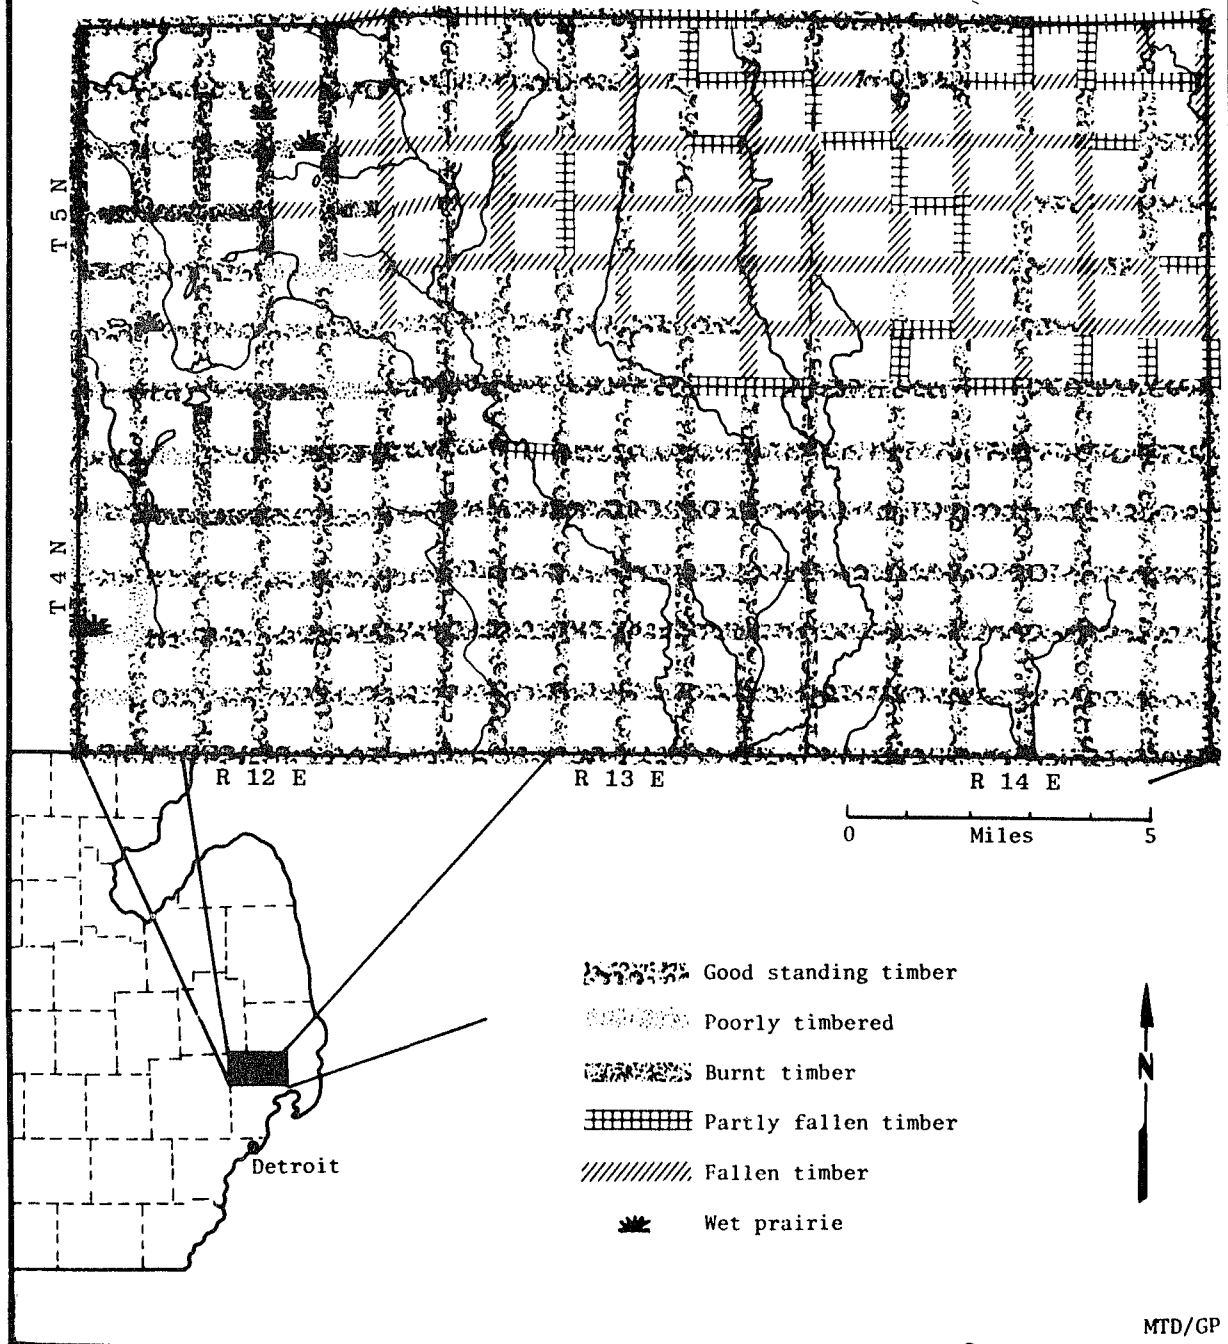 T 5 N
T 4 N
R 12 E
R 13 E
R 14 E
0 Miles 5
Good standing timber
Poorly timbered
Burnt timber
Partly fallen timber
Fallen timber
Wet prairie
N
Detroit
MTD/GP